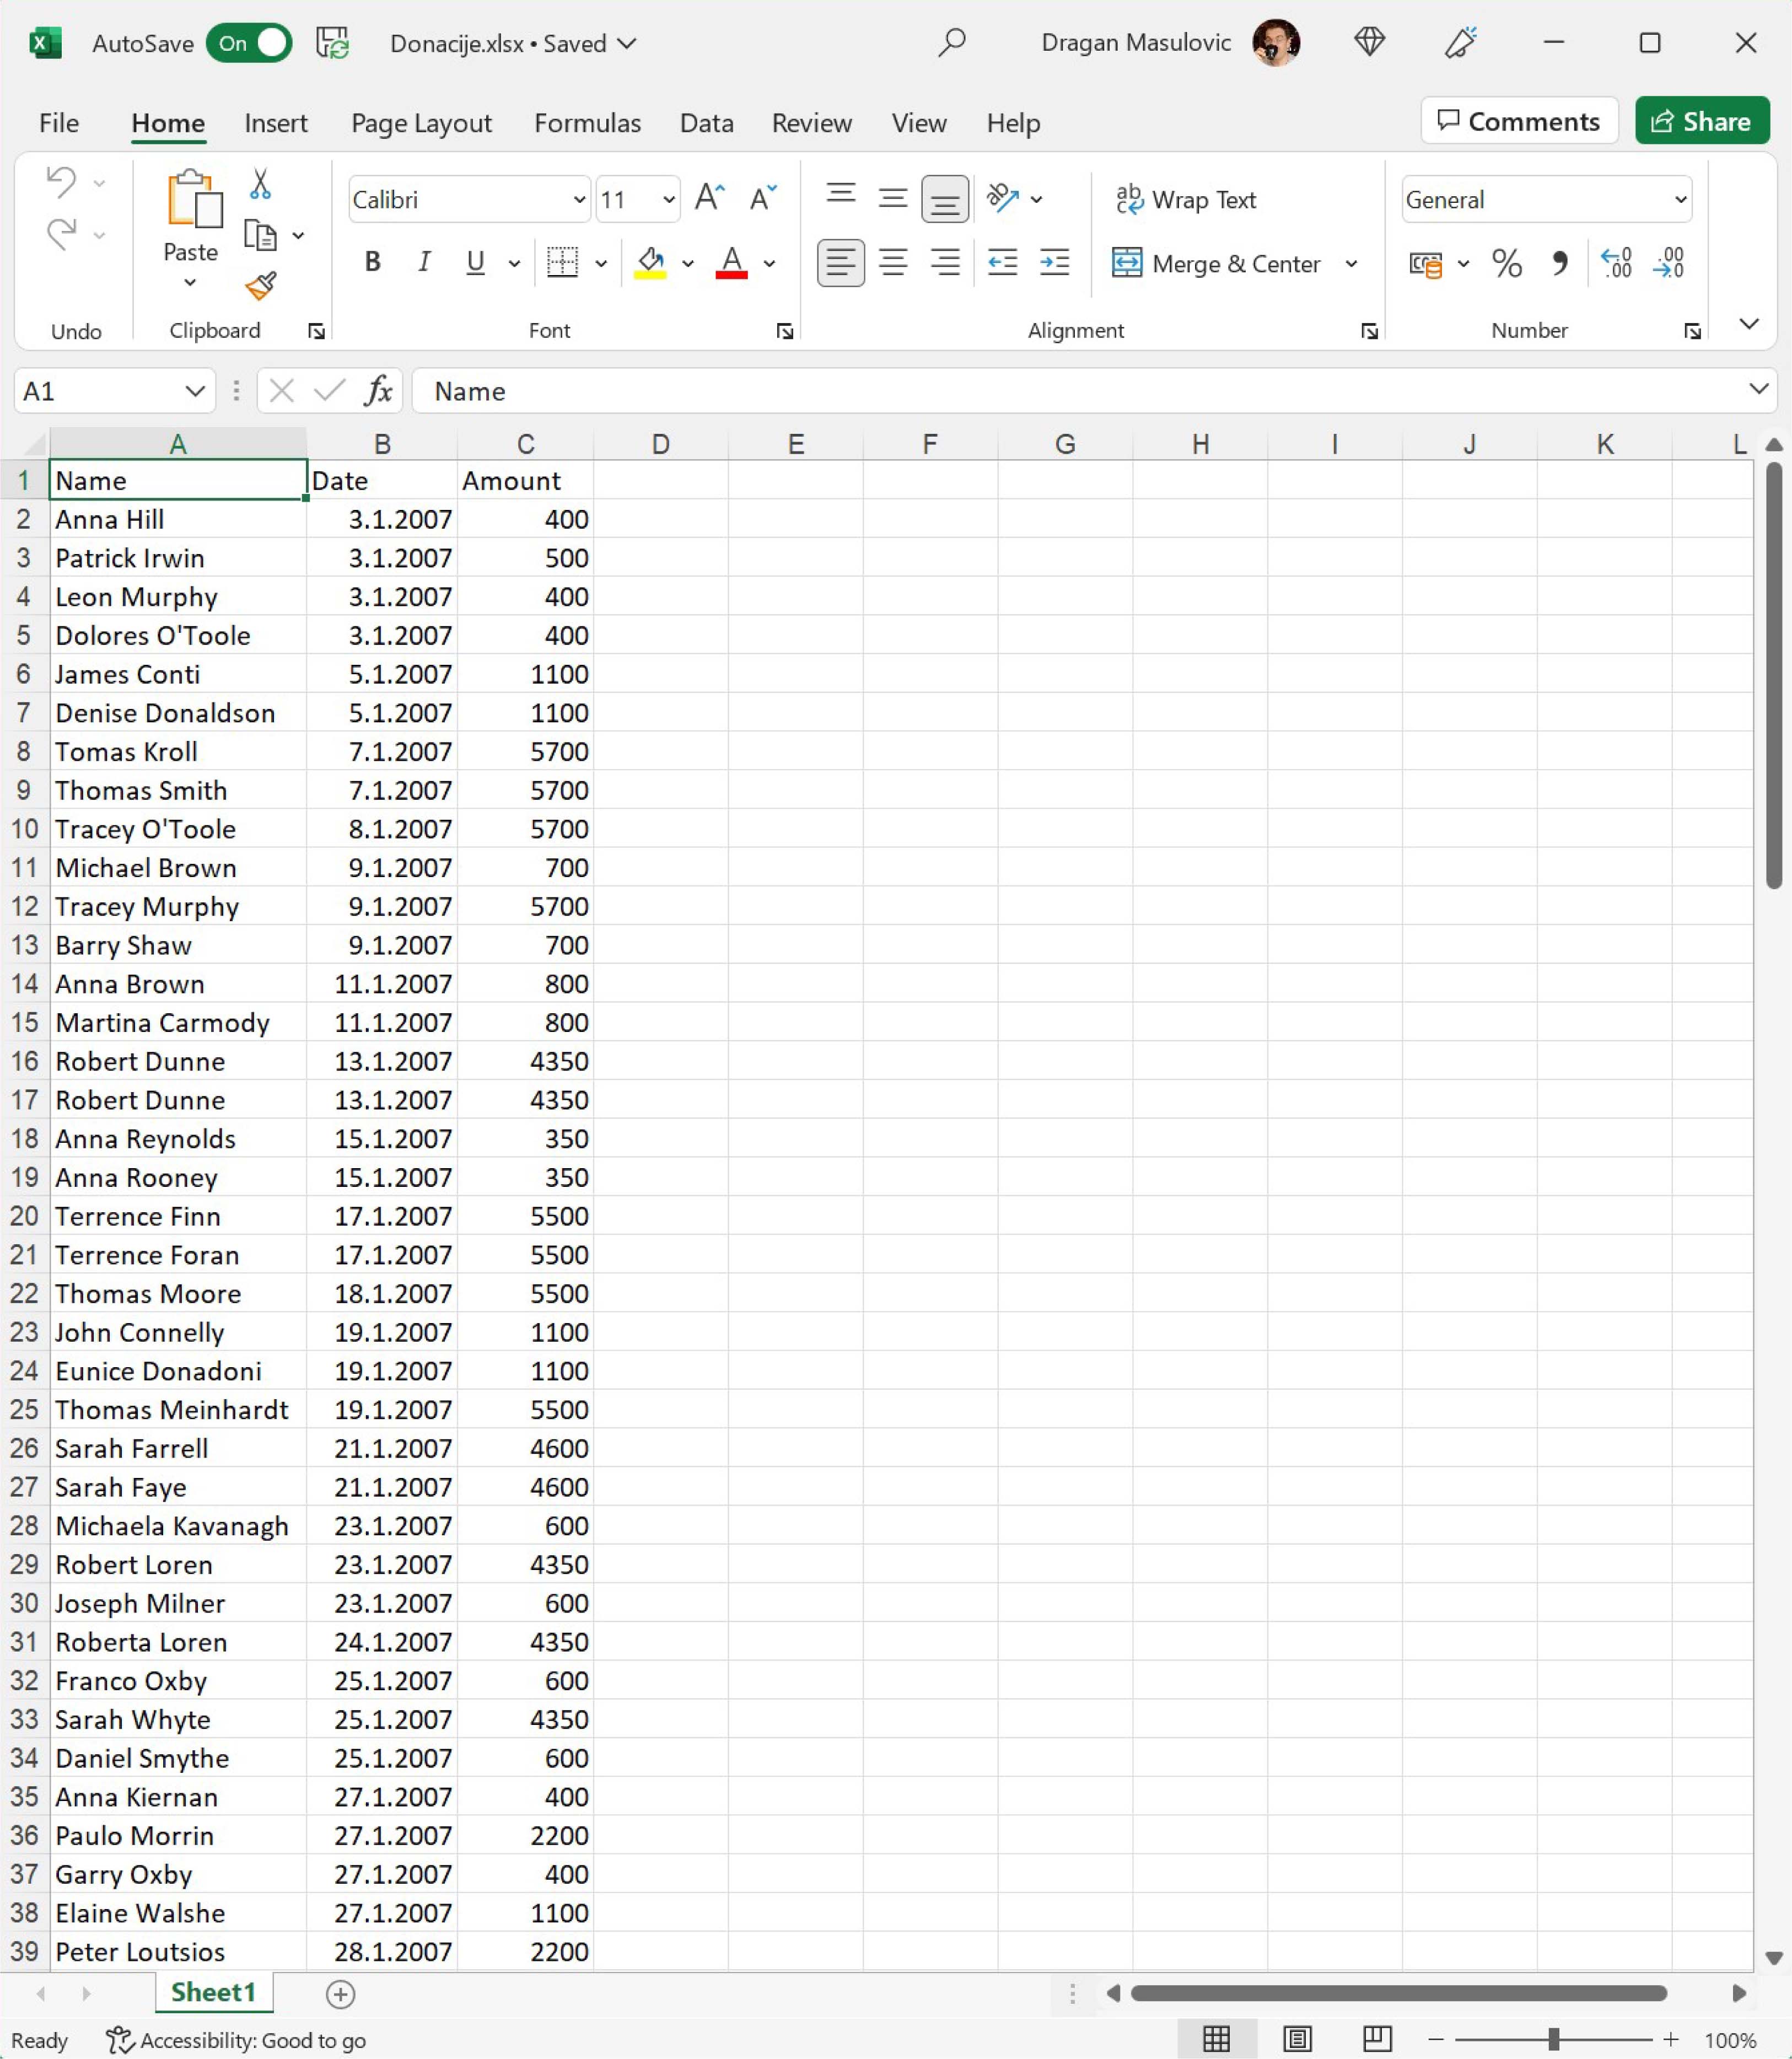 AutoSave On Donacije.xlsx • Saved Dragan Masulovic
File Home Insert Page Layout Formulas Data Review View Help Comments Share
Calibri 11 A A ab Wrap Text General
Paste B I U A Merge & Center % , .00 .00
Undo Clipboard Font Alignment Number
A1 fx Name
A B C D E F G H I J K L
1 Name Date Amount
2 Anna Hill 3.1.2007 400
3 Patrick Irwin 3.1.2007 500
4 Leon Murphy 3.1.2007 400
5 Dolores O'Toole 3.1.2007 400
6 James Conti 5.1.2007 1100
7 Denise Donaldson 5.1.2007 1100
8 Tomas Kroll 7.1.2007 5700
9 Thomas Smith 7.1.2007 5700
10 Tracey O'Toole 8.1.2007 5700
11 Michael Brown 9.1.2007 700
12 Tracey Murphy 9.1.2007 5700
13 Barry Shaw 9.1.2007 700
14 Anna Brown 11.1.2007 800
15 Martina Carmody 11.1.2007 800
16 Robert Dunne 13.1.2007 4350
17 Robert Dunne 13.1.2007 4350
18 Anna Reynolds 15.1.2007 350
19 Anna Rooney 15.1.2007 350
20 Terrence Finn 17.1.2007 5500
21 Terrence Foran 17.1.2007 5500
22 Thomas Moore 18.1.2007 5500
23 John Connelly 19.1.2007 1100
24 Eunice Donadoni 19.1.2007 1100
25 Thomas Meinhardt 19.1.2007 5500
26 Sarah Farrell 21.1.2007 4600
27 Sarah Faye 21.1.2007 4600
28 Michaela Kavanagh 23.1.2007 600
29 Robert Loren 23.1.2007 4350
30 Joseph Milner 23.1.2007 600
31 Roberta Loren 24.1.2007 4350
32 Franco Oxby 25.1.2007 600
33 Sarah Whyte 25.1.2007 4350
34 Daniel Smythe 25.1.2007 600
35 Anna Kiernan 27.1.2007 400
36 Paulo Morrin 27.1.2007 2200
37 Garry Oxby 27.1.2007 400
38 Elaine Walshe 27.1.2007 1100
39 Peter Loutsios 28.1.2007 2200
Sheet1
Ready Accessibility: Good to go 100%